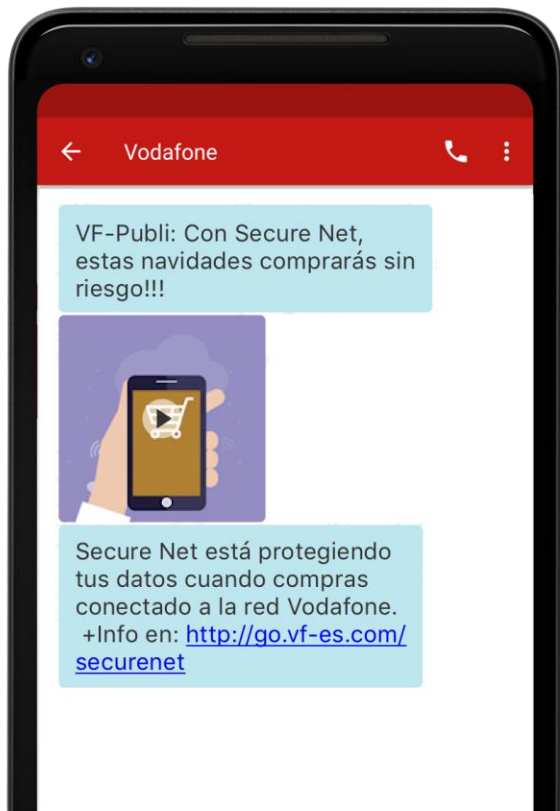 Vodafone
VF-Publi: Con Secure Net,
estas navidades comprarás sin
riesgo!!!
Secure Net está protegiendo
tus datos cuando compras
conectado a la red Vodafone.
+Info en: http://go.vf-es.com/
securenet